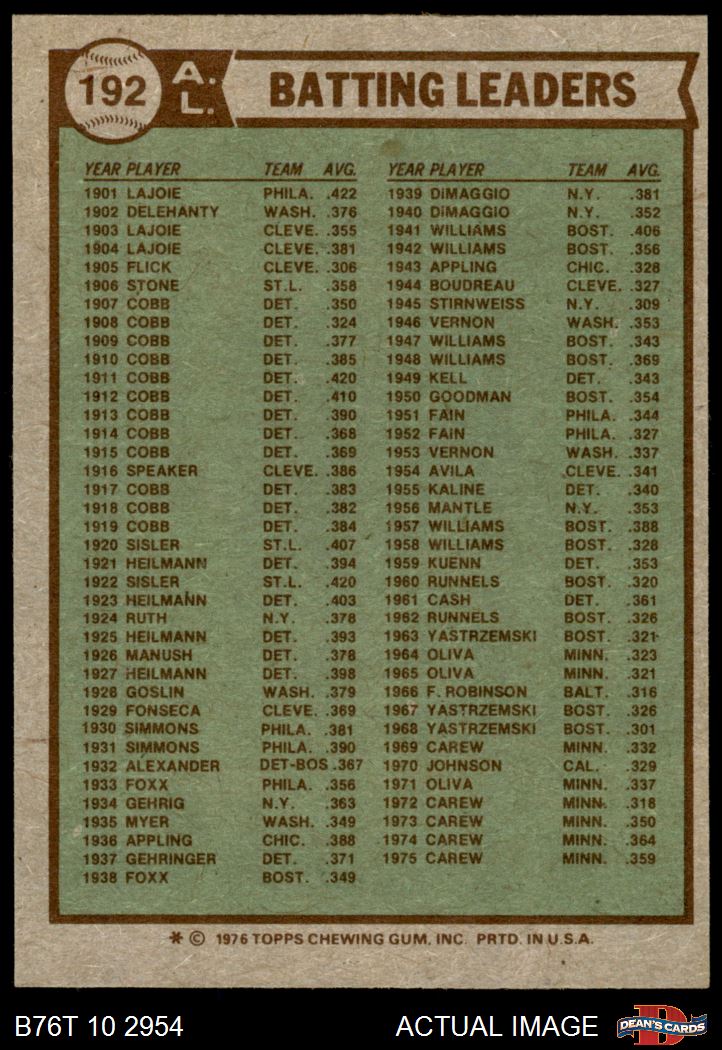 192
A.
L.
BATTING LEADERS
YEAR PLAYER TEAM AVG.
1901 LAJOIE PHILA. .422
1902 DELEHANTY WASH. .376
1903 LAJOIE CLEVE. .355
1904 LAJOIE CLEVE. .381
1905 FLICK CLEVE. .306
1906 STONE ST.L. .358
1907 COBB DET. .350
1908 COBB DET. .324
1909 COBB DET. .377
1910 COBB DET. .385
1911 COBB DET. .420
1912 COBB DET. .410
1913 COBB DET. .390
1914 COBB DET. .368
1915 COBB DET. .369
1916 SPEAKER CLEVE. .386
1917 COBB DET. .383
1918 COBB DET. .382
1919 COBB DET. .384
1920 SISLER ST.L. .407
1921 HEILMANN DET. .394
1922 SISLER ST.L. .420
1923 HEILMANN DET. .403
1924 RUTH N.Y. .378
1925 HEILMANN DET. .393
1926 MANUSH DET. .378
1927 HEILMANN DET. .398
1928 GOSLIN WASH. .379
1929 FONSECA CLEVE. .369
1930 SIMMONS PHILA. .381
1931 SIMMONS PHILA. .390
1932 ALEXANDER DET-BOS .367
1933 FOXX PHILA. .356
1934 GEHRIG N.Y. .363
1935 MYER WASH. .349
1936 APPLING CHIC. .388
1937 GEHRINGER DET. .371
1938 FOXX BOST. .349
YEAR PLAYER TEAM AVG.
1939 DiMAGGIO N.Y. .381
1940 DiMAGGIO N.Y. .352
1941 WILLIAMS BOST. .406
1942 WILLIAMS BOST. .356
1943 APPLING CHIC. .328
1944 BOUDREAU CLEVE. .327
1945 STIRNWEISS N.Y. .309
1946 VERNON WASH. .353
1947 WILLIAMS BOST. .343
1948 WILLIAMS BOST. .369
1949 KELL DET. .343
1950 GOODMAN BOST. .354
1951 FAIN PHILA. .344
1952 FAIN PHILA. .327
1953 VERNON WASH. .337
1954 AVILA CLEVE. .341
1955 KALINE DET. .340
1956 MANTLE N.Y. .353
1957 WILLIAMS BOST. .388
1958 WILLIAMS BOST. .328
1959 KUENN DET. .353
1960 RUNNELS BOST. .320
1961 CASH DET. .361
1962 RUNNELS BOST. .326
1963 YASTRZEMSKI BOST. .321
1964 OLIVA MINN. .323
1965 OLIVA MINN. .321
1966 F. ROBINSON BALT. .316
1967 YASTRZEMSKI BOST. .326
1968 YASTRZEMSKI BOST. .301
1969 CAREW MINN. .332
1970 JOHNSON CAL. .329
1971 OLIVA MINN. .337
1972 CAREW MINN. .318
1973 CAREW MINN. .350
1974 CAREW MINN. .364
1975 CAREW MINN. .359
* © 1976 TOPPS CHEWING GUM, INC. PRTD. IN U.S.A.
B76T 10 2954 ACTUAL IMAGE
D
DEAN'S CARDS